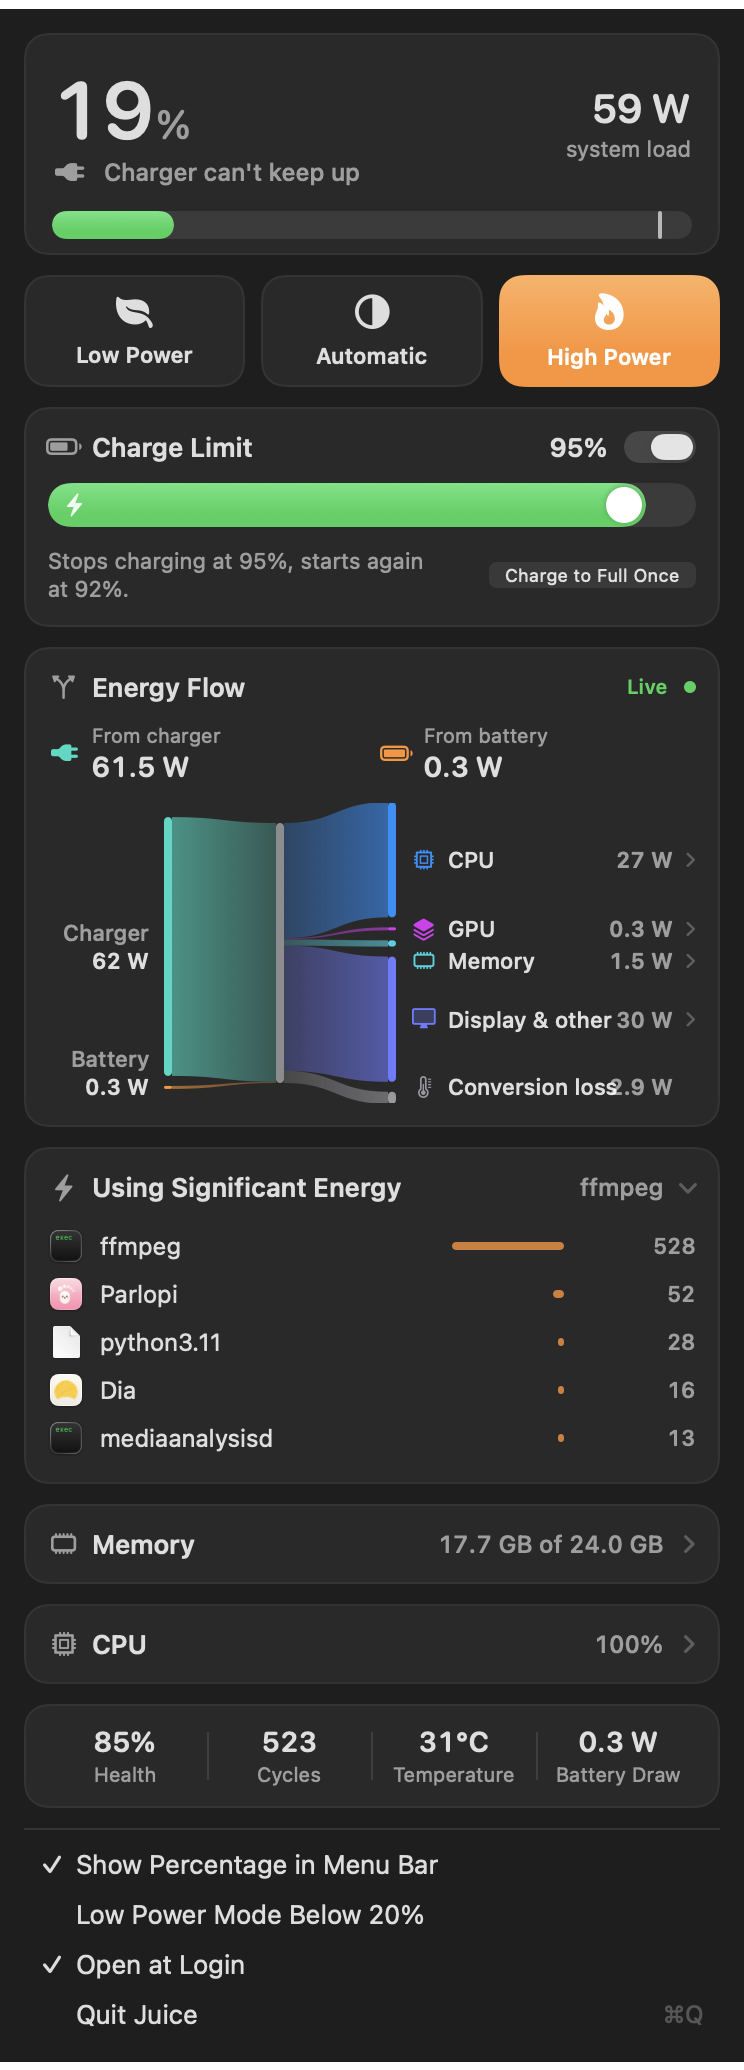 19%
59 W
system load
Charger can't keep up
Low Power
Automatic
High Power
Charge Limit
95%
Stops charging at 95%, starts again
at 92%.
Charge to Full Once
Energy Flow
Live
From charger
61.5 W
From battery
0.3 W
Charger
62 W
Battery
0.3 W
CPU 27 W
GPU 0.3 W
Memory 1.5 W
Display & other 30 W
Conversion loss 2.9 W
Using Significant Energy
ffmpeg
exec
ffmpeg 528
Parlopi 52
python3.11 28
Dia 16
exec
mediaanalysisd 13
Memory 17.7 GB of 24.0 GB
CPU 100%
85%
Health
523
Cycles
31°C
Temperature
0.3 W
Battery Draw
✓ Show Percentage in Menu Bar
Low Power Mode Below 20%
✓ Open at Login
Quit Juice ⌘Q